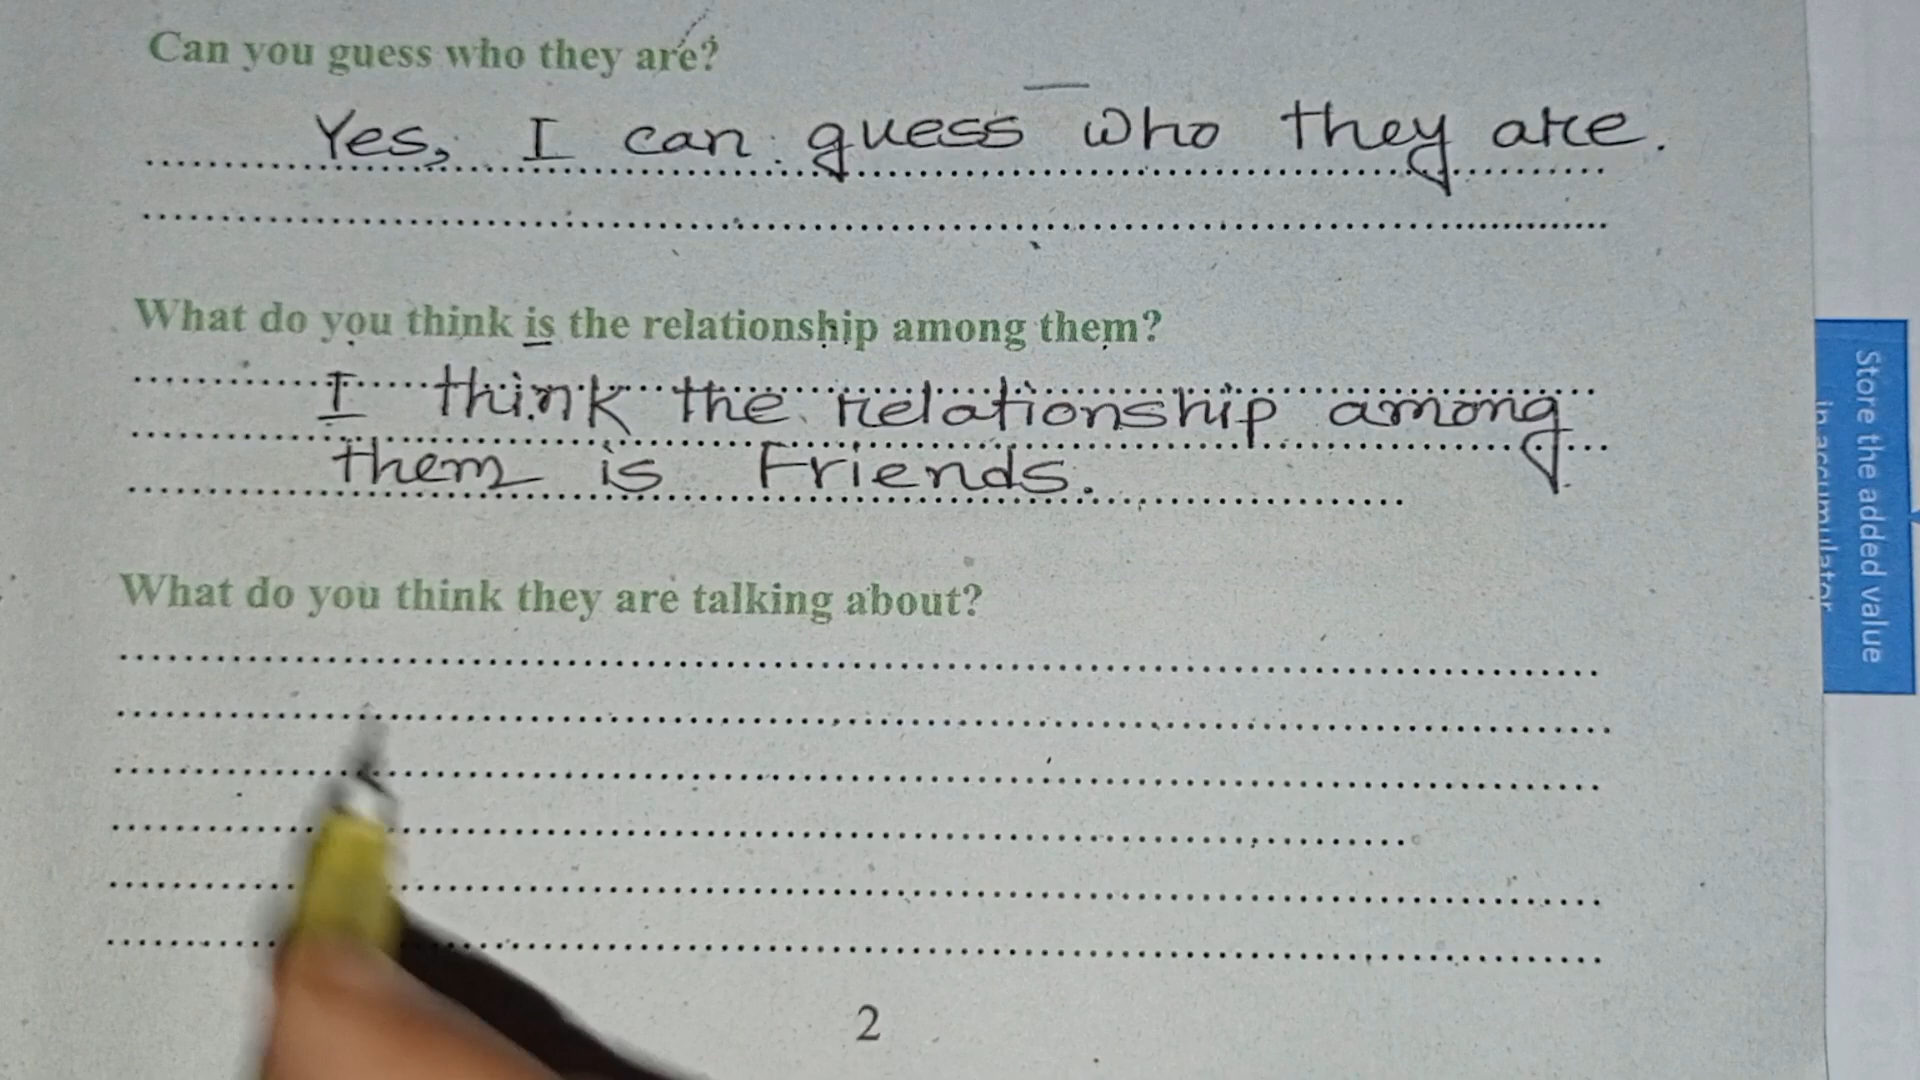 Can you guess who they are?
Yes, I can guess who they are.
What do you think is the relationship among them?
I think the relationship among
them is Friends.
What do you think they are talking about?
2
Store the added value
in accumulator